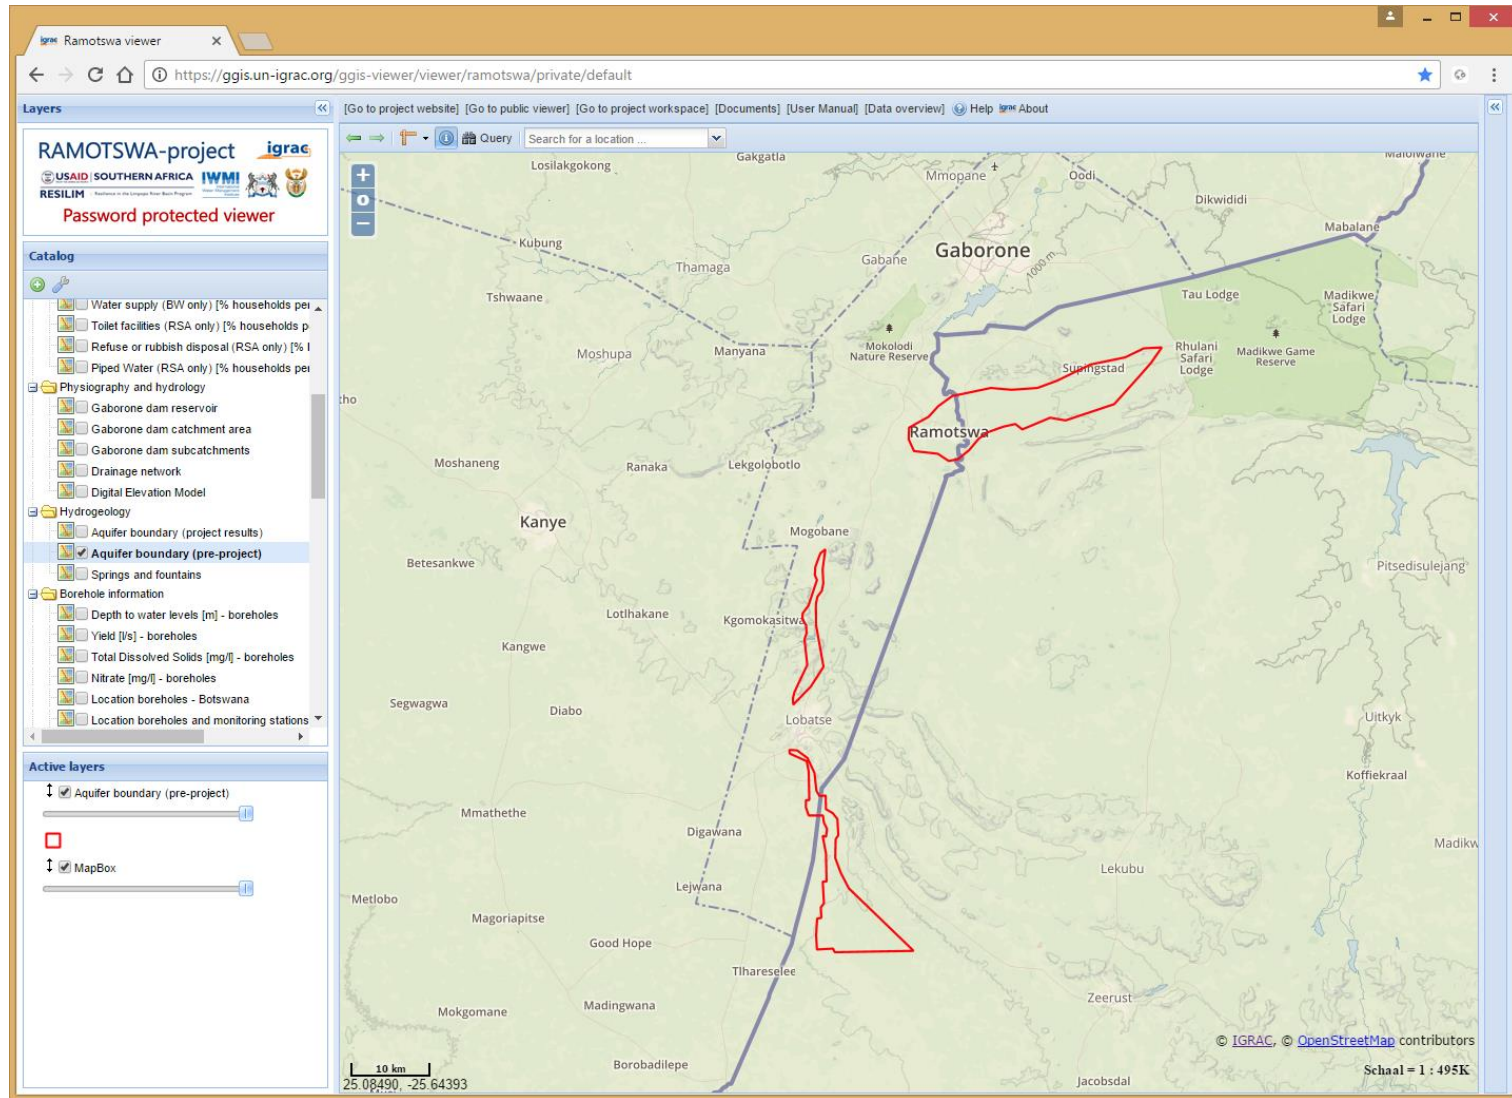 igrac Ramotswa viewer
https://ggis.un-igrac.org/ggis-viewer/viewer/ramotswa/private/default
Layers
[Go to project website] [Go to public viewer] [Go to project workspace] [Documents] [User Manual] [Data overview] Help igrac About
Query Search for a location ...
RAMOTSWA-project igrac
USAID SOUTHERN AFRICA IWMI
RESILIM
Password protected viewer
Catalog
Water supply (BW only) [% households per
Toilet facilities (RSA only) [% households p
Refuse or rubbish disposal (RSA only) [%
Piped Water (RSA only) [% households per
Physiography and hydrology
Gaborone dam reservoir
Gaborone dam catchment area
Gaborone dam subcatchments
Drainage network
Digital Elevation Model
Hydrogeology
Aquifer boundary (project results)
Aquifer boundary (pre-project)
Springs and fountains
Borehole information
Depth to water levels [m] - boreholes
Yield [l/s] - boreholes
Total Dissolved Solids [mg/l] - boreholes
Nitrate [mg/l] - boreholes
Location boreholes - Botswana
Location boreholes and monitoring stations
Active layers
Aquifer boundary (pre-project)
MapBox
Losilakgokong
Gakgatla
Mmopane
Oodi
Dikwididi
Mabalane
Kubung
Gaborone
Gabane
Thamaga
1000 m
Tshwaane
Tau Lodge
Madikwe
Safari
Lodge
Moshupa
Manyana
Mokolodi
Nature Reserve
Supingstad
Rhulani
Safari
Lodge
Madikwe Game
Reserve
tho
Ramotswa
Moshaneng
Ranaka
Lekgolobotlo
Kanye
Mogobane
Betesankwe
Pitsedisulejang
Lotlhakane
Kgomokasitwa
Kangwe
Segwagwa
Diabo
Lobatse
Uitkyk
Koffiekraal
Mmathethe
Digawana
Madikw
Lekubu
Lejwana
Metlobo
Magoriapitse
Good Hope
Tlhareselee
Zeerust
Madingwana
Mokgomane
Borobadilepe
Jacobsdal
© IGRAC, © OpenStreetMap contributors
10 km
Schaal = 1 : 495K
25.08490, -25.64393